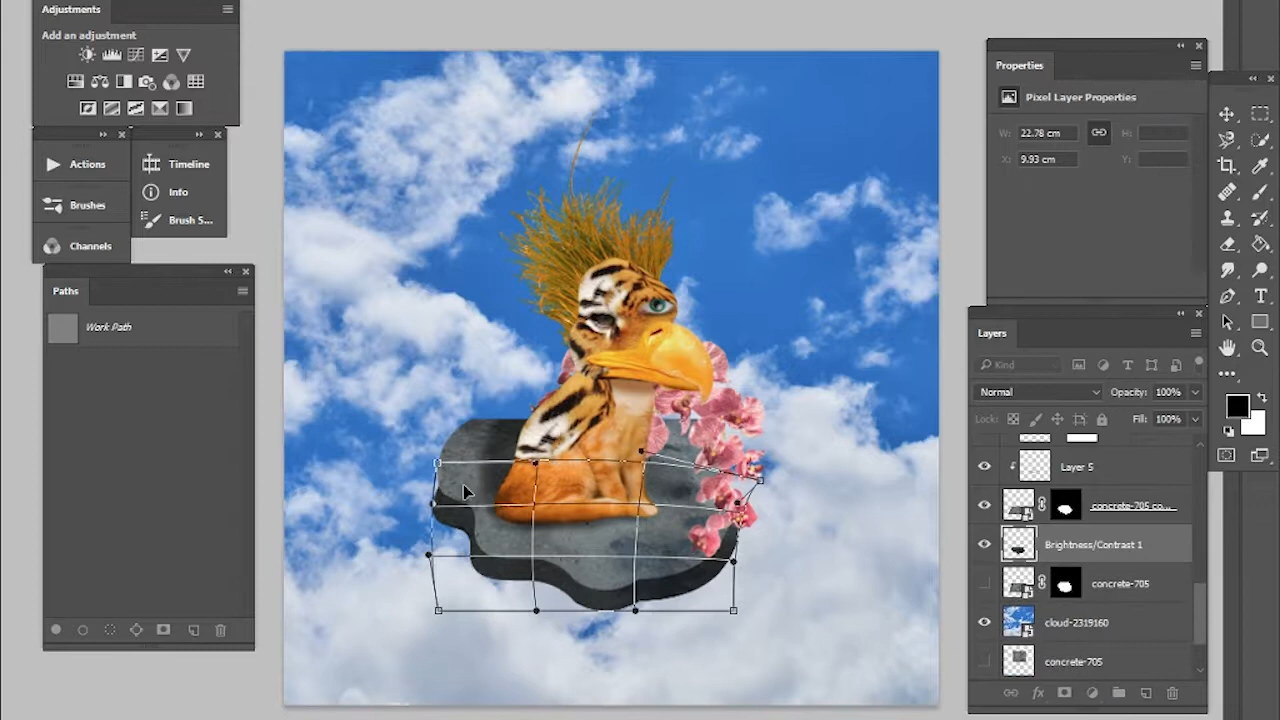 Adjustments
Add an adjustment
Actions
Timeline
Info
Brushes
Brush S...
Channels
Paths
Work Path
Properties
Pixel Layer Properties
W: 22.78 cm H:
X: 9.93 cm Y:
Layers
Kind
Normal Opacity: 100%
Lock: Fill: 100%
Layer 5
concrete-705 co...
Brightness/Contrast 1
concrete-705
cloud-2319160
concrete-705